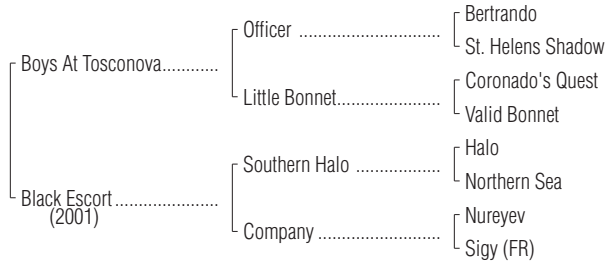 Bertrando
Officer ..............................
St. Helens Shadow
Boys At Tosconova............
Coronado's Quest
Little Bonnet......................
Valid Bonnet
Halo
Southern Halo ..................
Northern Sea
Black Escort ......................
(2001)
Nureyev
Company ..........................
Sigy (FR)